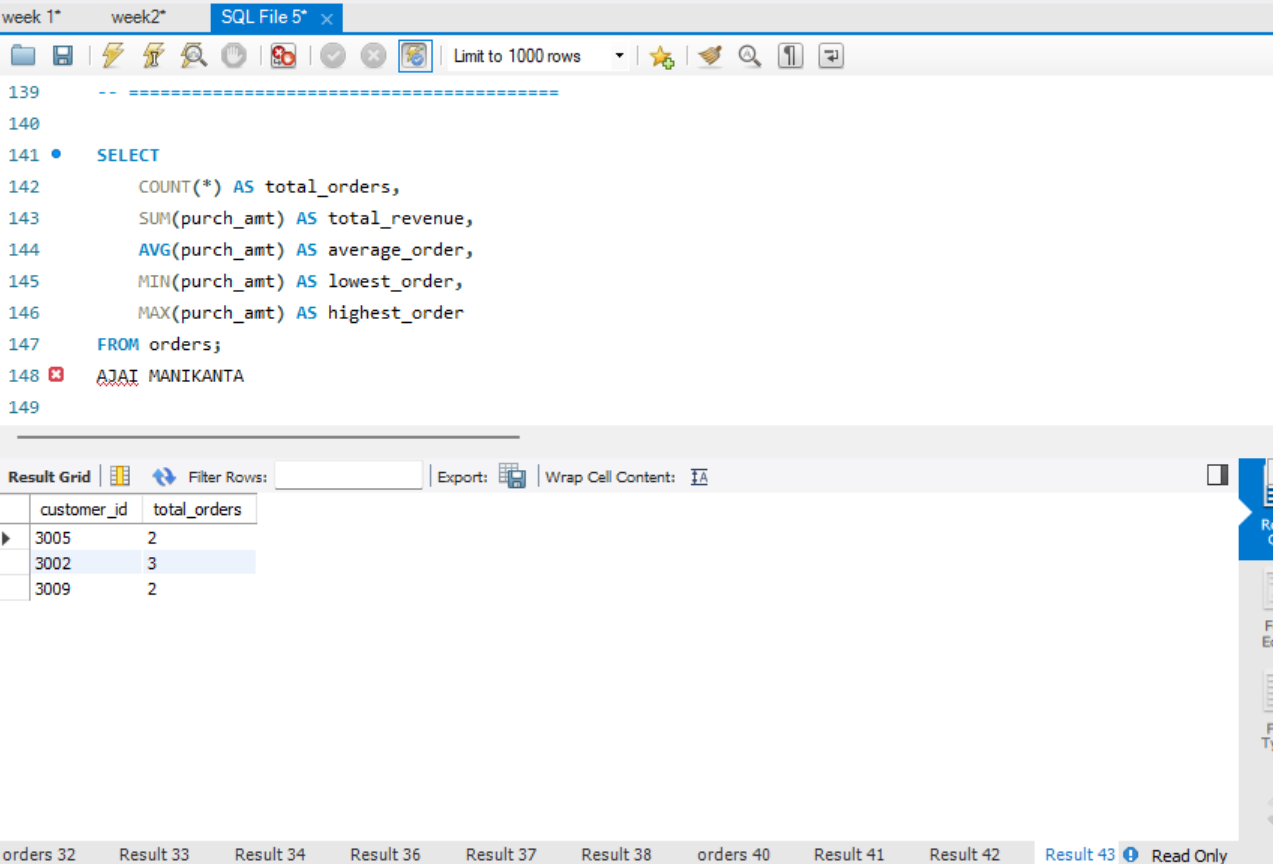 week 1* week2* SQL File 5*
Limit to 1000 rows
139 -- =========================================
140
141 SELECT
142 COUNT(*) AS total_orders,
143 SUM(purch_amt) AS total_revenue,
144 AVG(purch_amt) AS average_order,
145 MIN(purch_amt) AS lowest_order,
146 MAX(purch_amt) AS highest_order
147 FROM orders;
148 AJAI MANIKANTA
149
Result Grid Filter Rows: Export: Wrap Cell Content:
customer_id total_orders
3005 2
3002 3
3009 2
orders 32 Result 33 Result 34 Result 36 Result 37 Result 38 orders 40 Result 41 Result 42 Result 43 Read Only